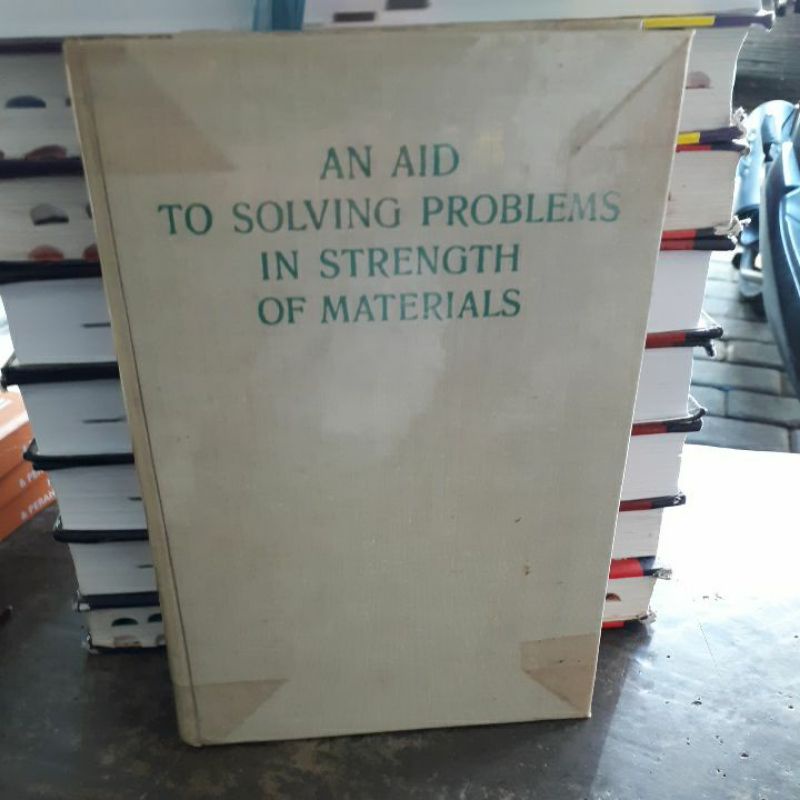 AN AID
TO SOLVING PROBLEMS
IN STRENGTH
OF MATERIALS